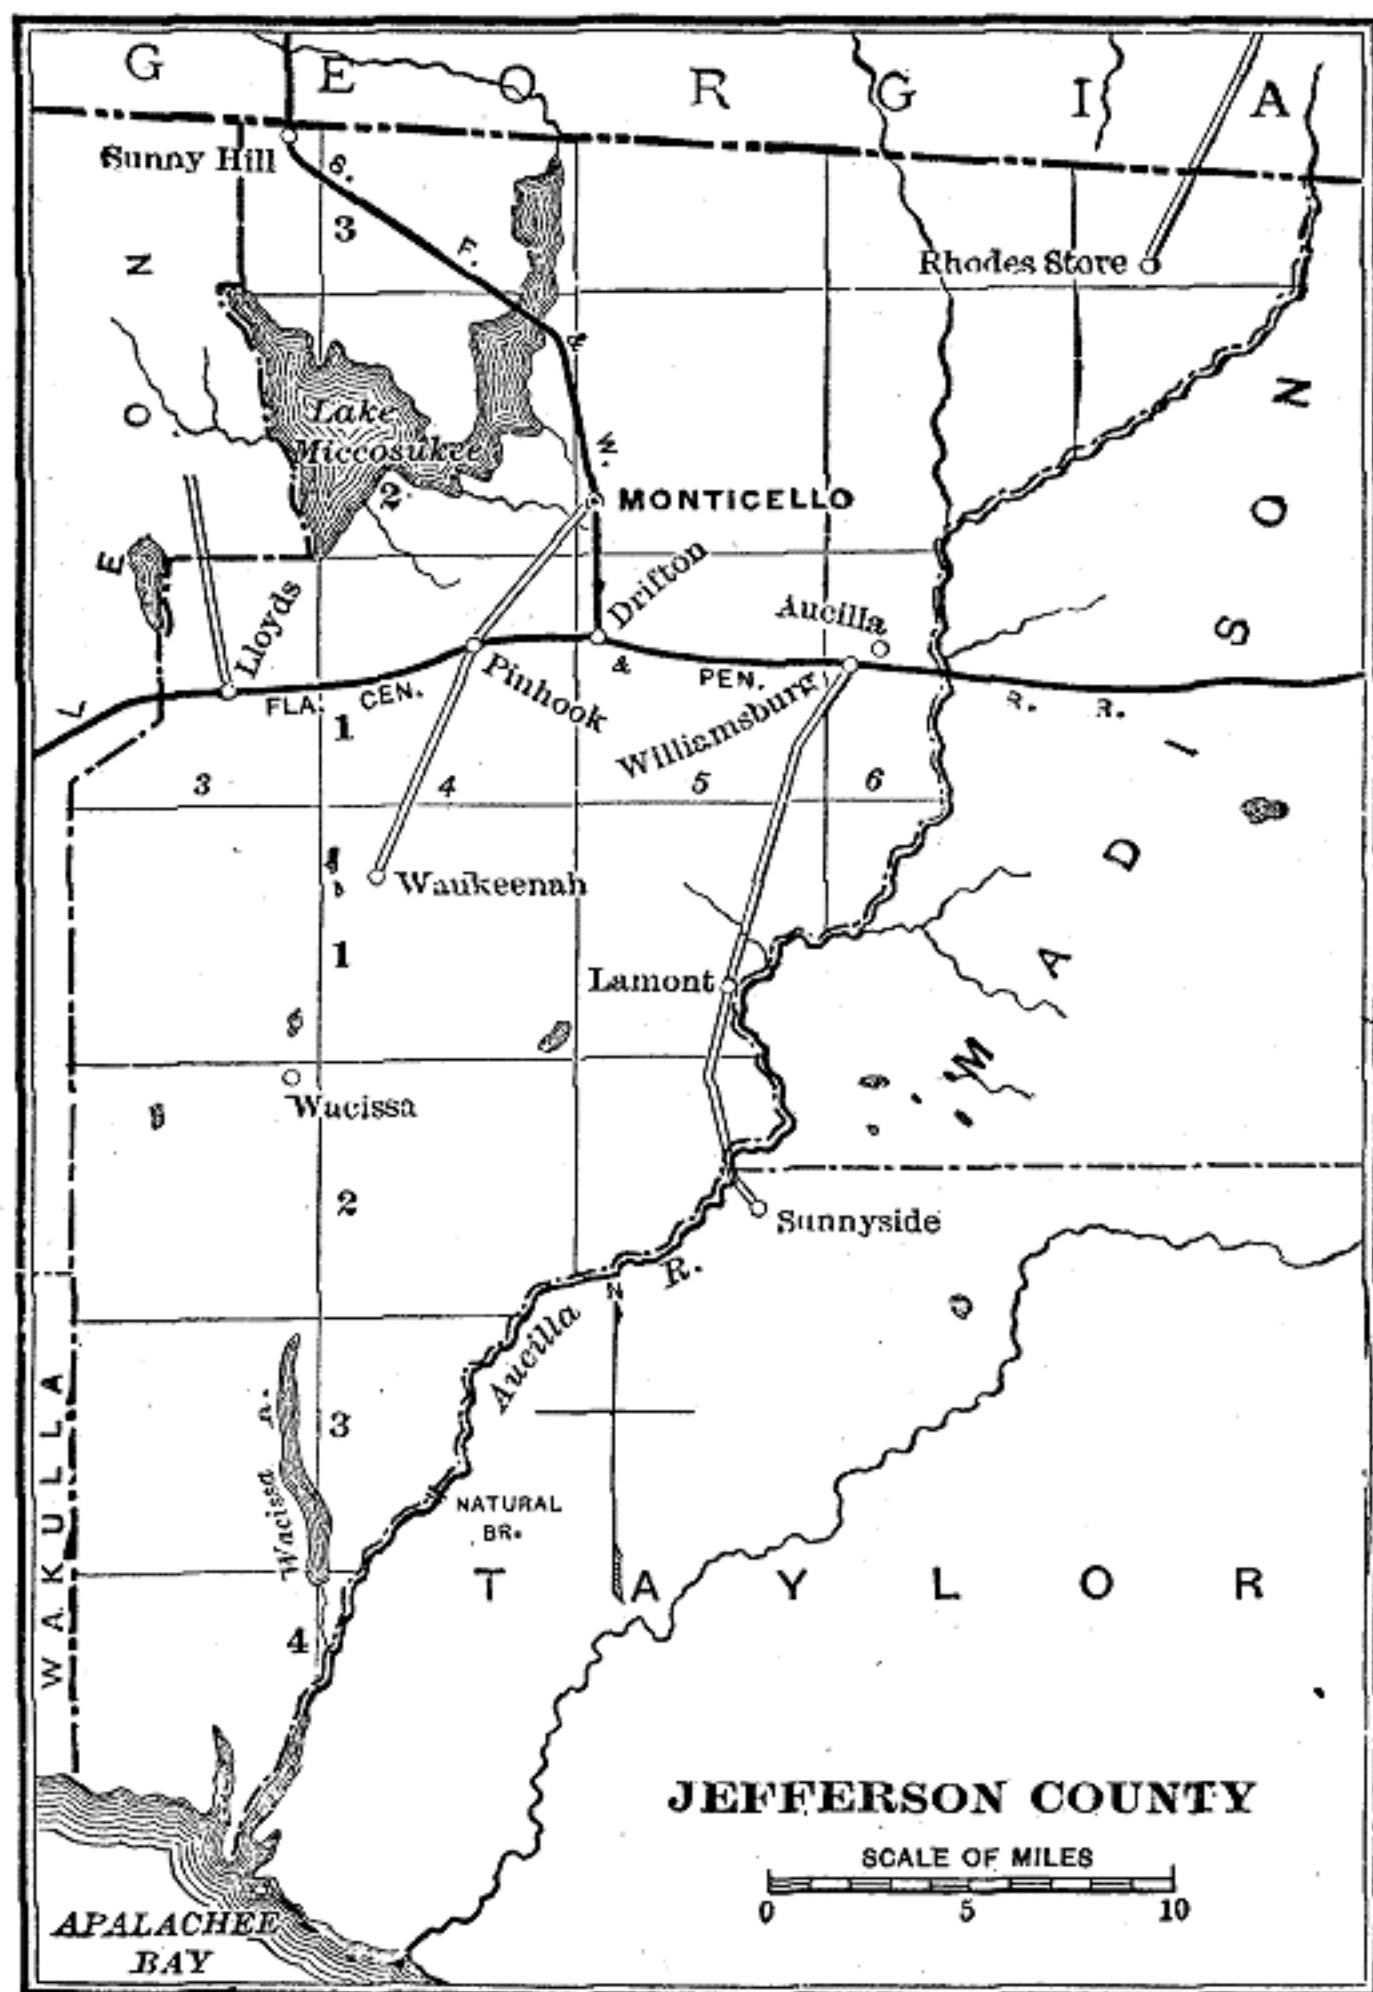 GEORGIA
Sunny Hill
S.
3
F.
&
W.
Rhodes Store
LEON
Lake
Miccosukee
2
MONTICELLO
MADISON
Lloyds
Drifton
Aucilla
Pinhook
Williamsburg
FLA. CEN. & PEN. R. R.
1
3 4 5 6
Waukeenah
1
Lamont
Wacissa
2
Sunnyside
N
Aucilla R.
3
Wacissa R.
WAKULLA
NATURAL
BR.
TAYLOR
4
JEFFERSON COUNTY
SCALE OF MILES
0 5 10
APALACHEE
BAY